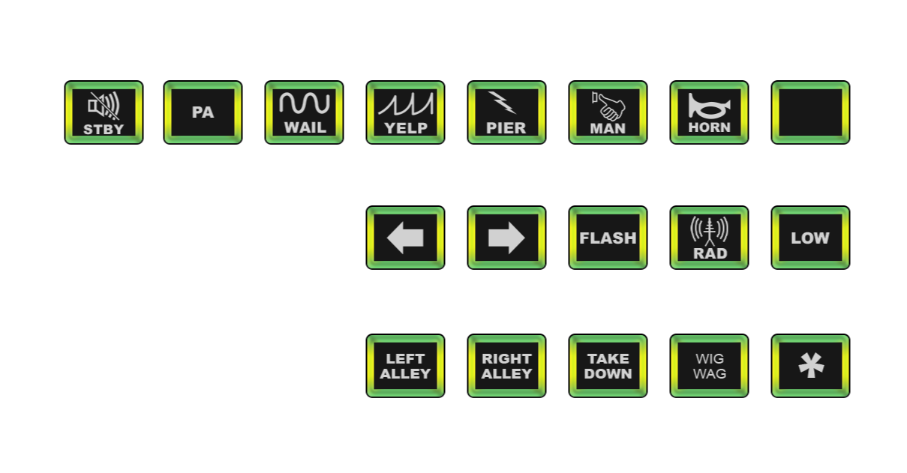 STBY
PA
WAIL
YELP
PIER
MAN
HORN
FLASH
RAD
LOW
LEFT
ALLEY
RIGHT
ALLEY
TAKE
DOWN
WIG
WAG
*